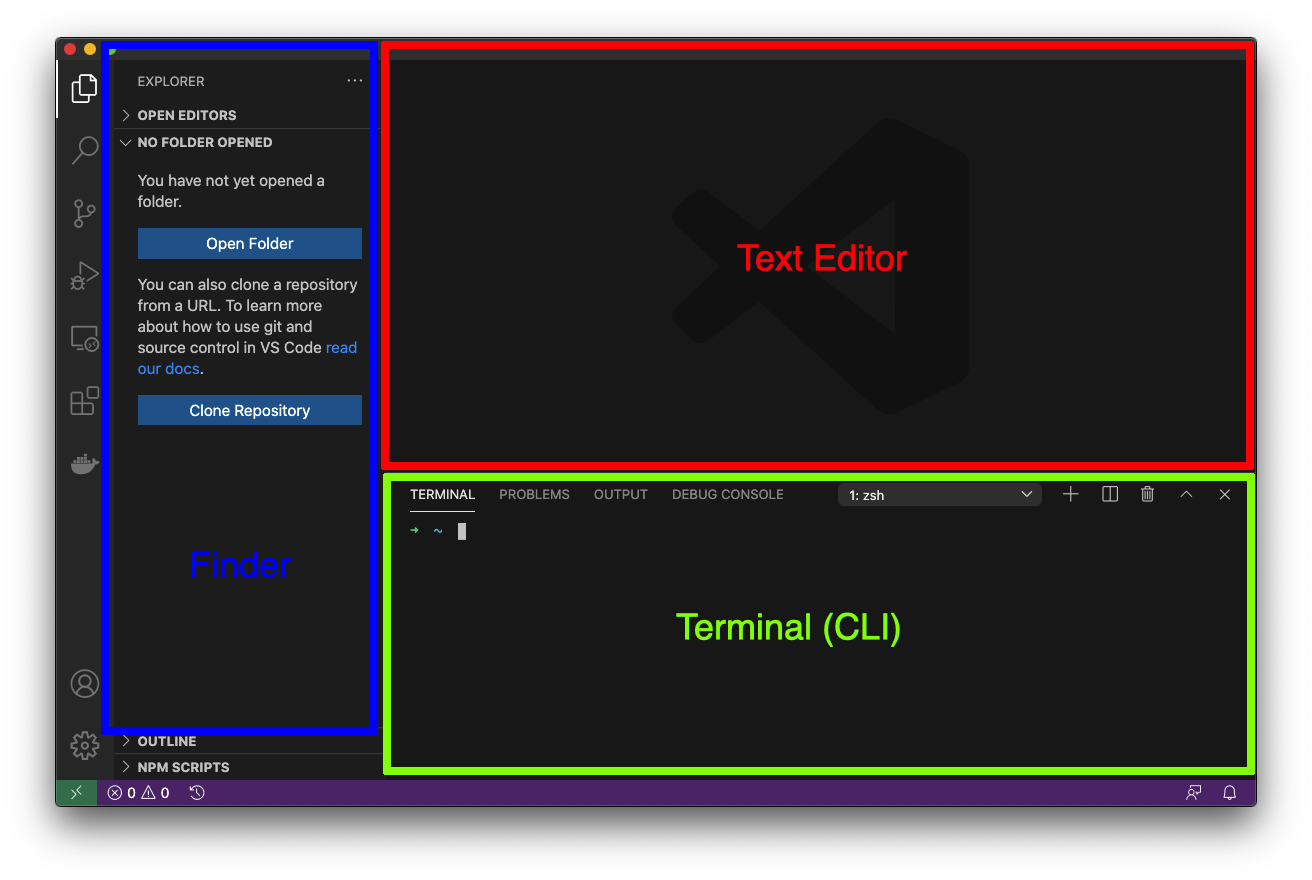 EXPLORER
OPEN EDITORS
NO FOLDER OPENED
You have not yet opened a
folder.
Open Folder
You can also clone a repository
from a URL. To learn more
about how to use git and
source control in VS Code read
our docs.
Clone Repository
Finder
OUTLINE
NPM SCRIPTS
Text Editor
TERMINAL PROBLEMS OUTPUT DEBUG CONSOLE 1: zsh
➜ ~
Terminal (CLI)
0 0